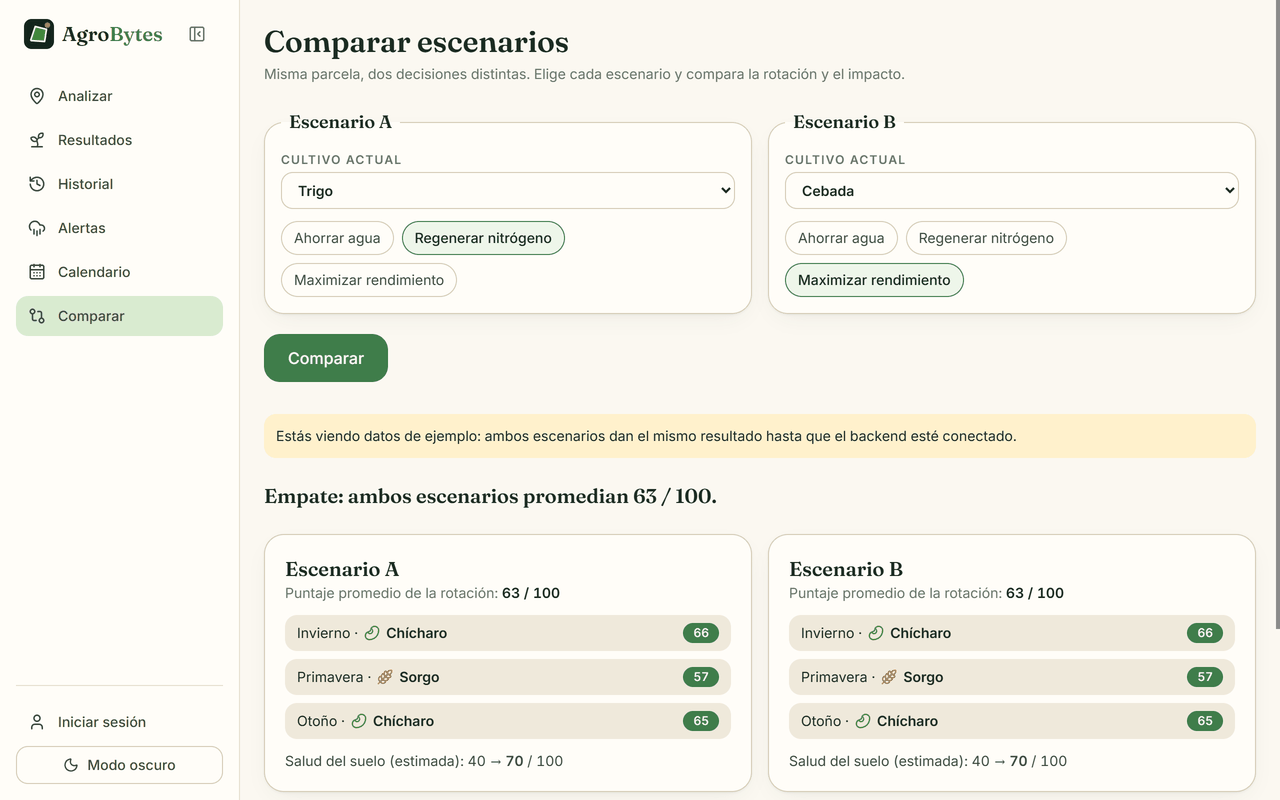 AgroBytes
Analizar
Resultados
Historial
Alertas
Calendario
Comparar
Iniciar sesión
Modo oscuro
Comparar escenarios
Misma parcela, dos decisiones distintas. Elige cada escenario y compara la rotación y el impacto.
Escenario A
CULTIVO ACTUAL
Trigo
Ahorrar agua
Regenerar nitrógeno
Maximizar rendimiento
Escenario B
CULTIVO ACTUAL
Cebada
Ahorrar agua
Regenerar nitrógeno
Maximizar rendimiento
Comparar
Estás viendo datos de ejemplo: ambos escenarios dan el mismo resultado hasta que el backend esté conectado.
Empate: ambos escenarios promedian 63 / 100.
Escenario A
Puntaje promedio de la rotación: 63 / 100
Invierno · Chícharo 66
Primavera · Sorgo 57
Otoño · Chícharo 65
Salud del suelo (estimada): 40 → 70 / 100
Escenario B
Puntaje promedio de la rotación: 63 / 100
Invierno · Chícharo 66
Primavera · Sorgo 57
Otoño · Chícharo 65
Salud del suelo (estimada): 40 → 70 / 100